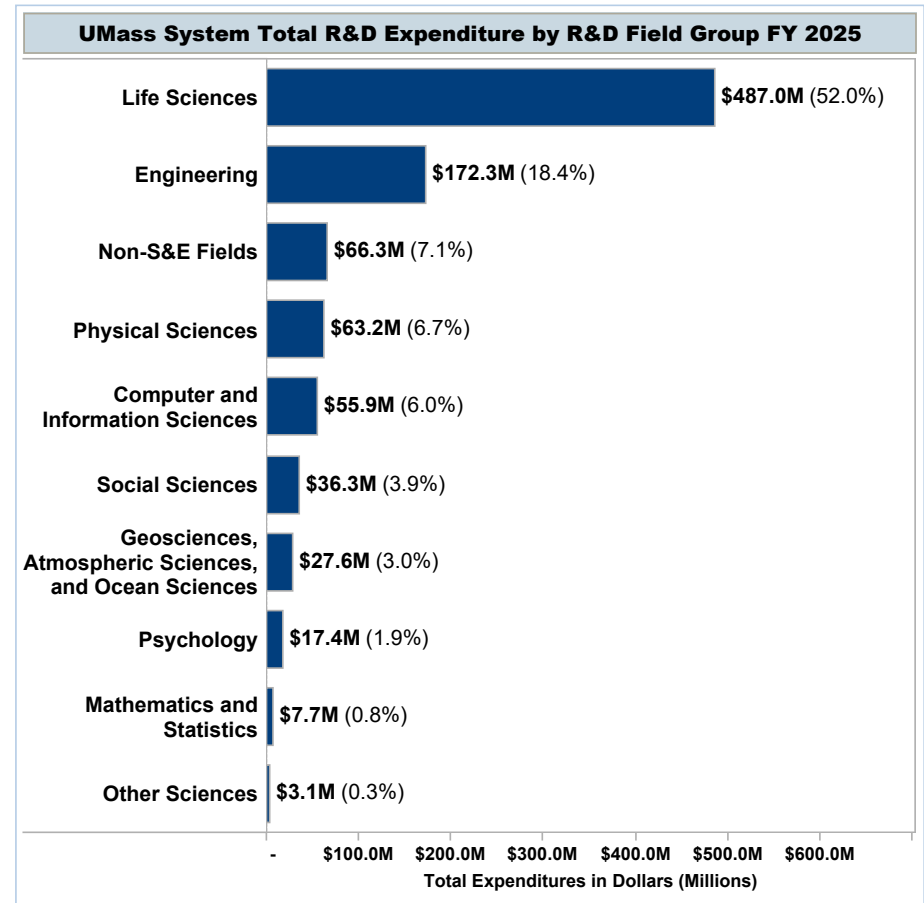 UMass System Total R&D Expenditure by R&D Field Group FY 2025
Life Sciences
$487.0M (52.0%)
Engineering
$172.3M (18.4%)
Non-S&E Fields
$66.3M (7.1%)
Physical Sciences
$63.2M (6.7%)
Computer and
Information Sciences
$55.9M (6.0%)
Social Sciences
$36.3M (3.9%)
Geosciences,
Atmospheric Sciences,
and Ocean Sciences
$27.6M (3.0%)
Psychology
$17.4M (1.9%)
Mathematics and
Statistics
$7.7M (0.8%)
Other Sciences
$3.1M (0.3%)
- $100.0M $200.0M $300.0M $400.0M $500.0M $600.0M
Total Expenditures in Dollars (Millions)